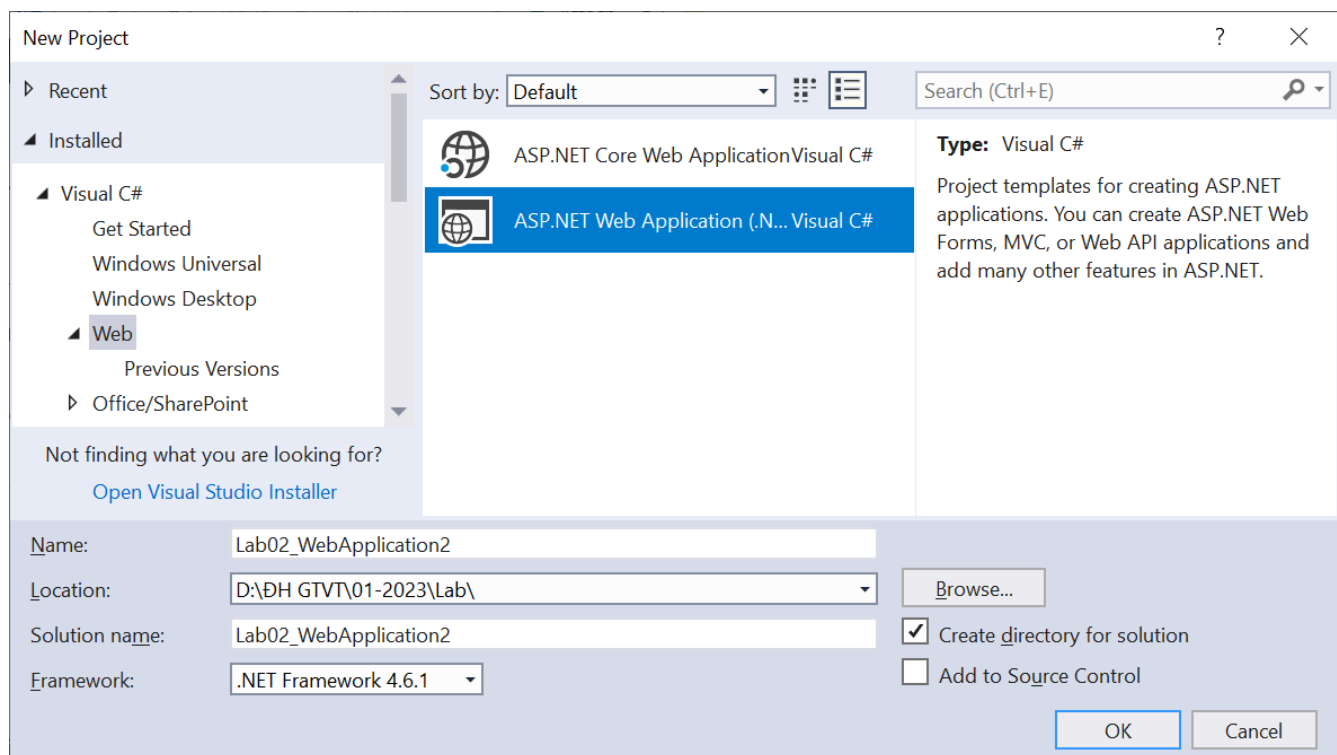 New Project
?
Recent
Installed
Visual C#
Get Started
Windows Universal
Windows Desktop
Web
Previous Versions
Office/SharePoint
Not finding what you are looking for?
Open Visual Studio Installer
Sort by: Default
ASP.NET Core Web Application Visual C#
ASP.NET Web Application (.N... Visual C#
Search (Ctrl+E)
Type: Visual C#
Project templates for creating ASP.NET
applications. You can create ASP.NET Web
Forms, MVC, or Web API applications and
add many other features in ASP.NET.
Name: Lab02_WebApplication2
Location: D:\ĐH GTVT\01-2023\Lab\
Browse...
Solution name: Lab02_WebApplication2
Create directory for solution
Framework: .NET Framework 4.6.1
Add to Source Control
OK Cancel